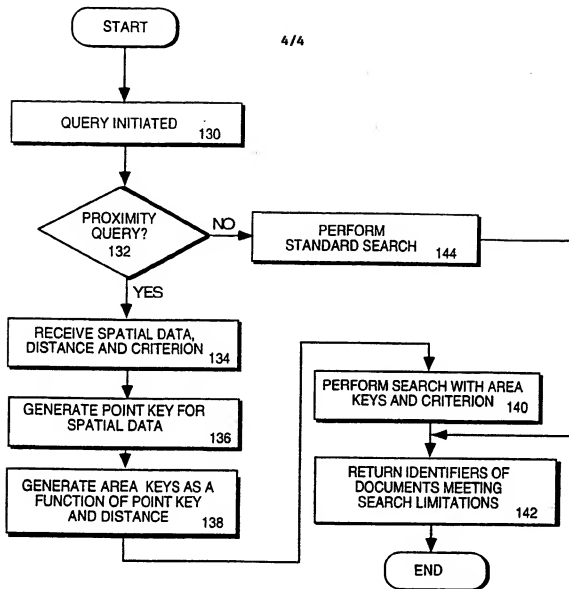 START
4/4
QUERY INITIATED
130
PROXIMITY
QUERY?
132
NO
PERFORM
STANDARD SEARCH
144
YES
RECEIVE SPATIAL DATA,
DISTANCE AND CRITERION
134
GENERATE POINT KEY FOR
SPATIAL DATA
136
GENERATE AREA KEYS AS A
FUNCTION OF POINT KEY
AND DISTANCE
138
PERFORM SEARCH WITH AREA
KEYS AND CRITERION
140
RETURN IDENTIFIERS OF
DOCUMENTS MEETING
SEARCH LIMITATIONS
142
END